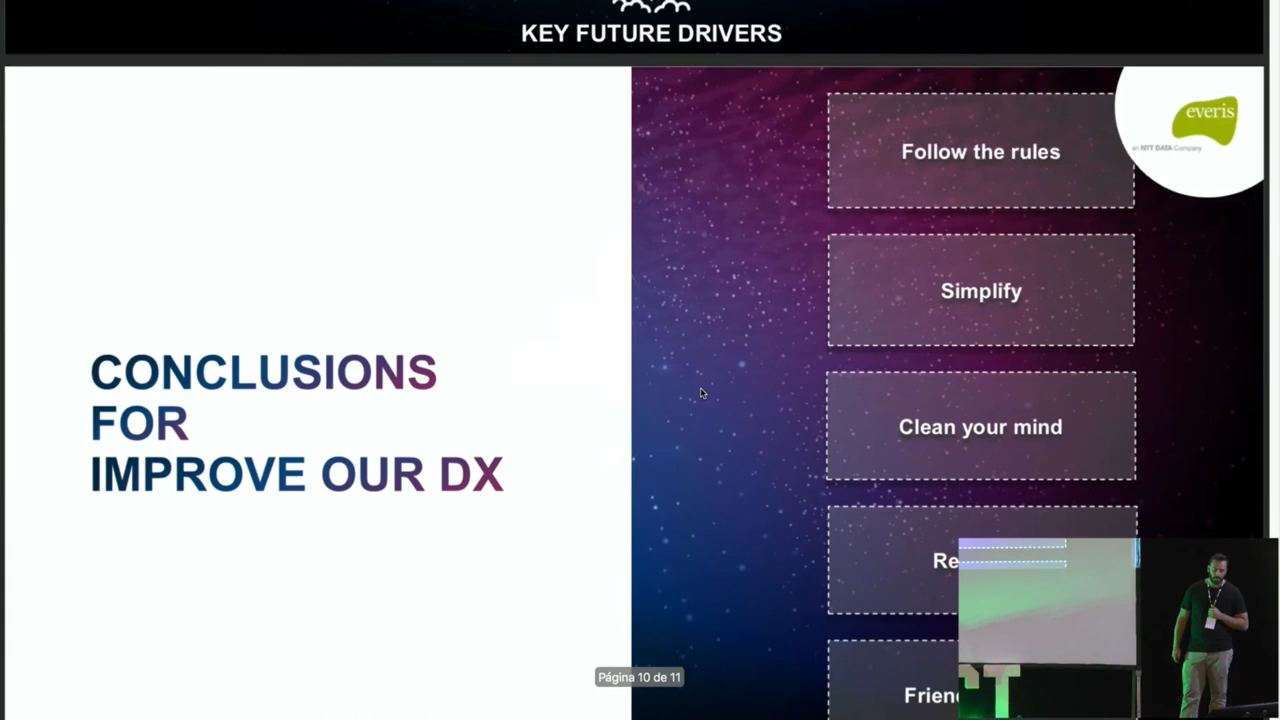 KEY FUTURE DRIVERS
everis
an NTT DATA Company
Follow the rules
Simplify
CONCLUSIONS
FOR
IMPROVE OUR DX
Clean your mind
Página 10 de 11